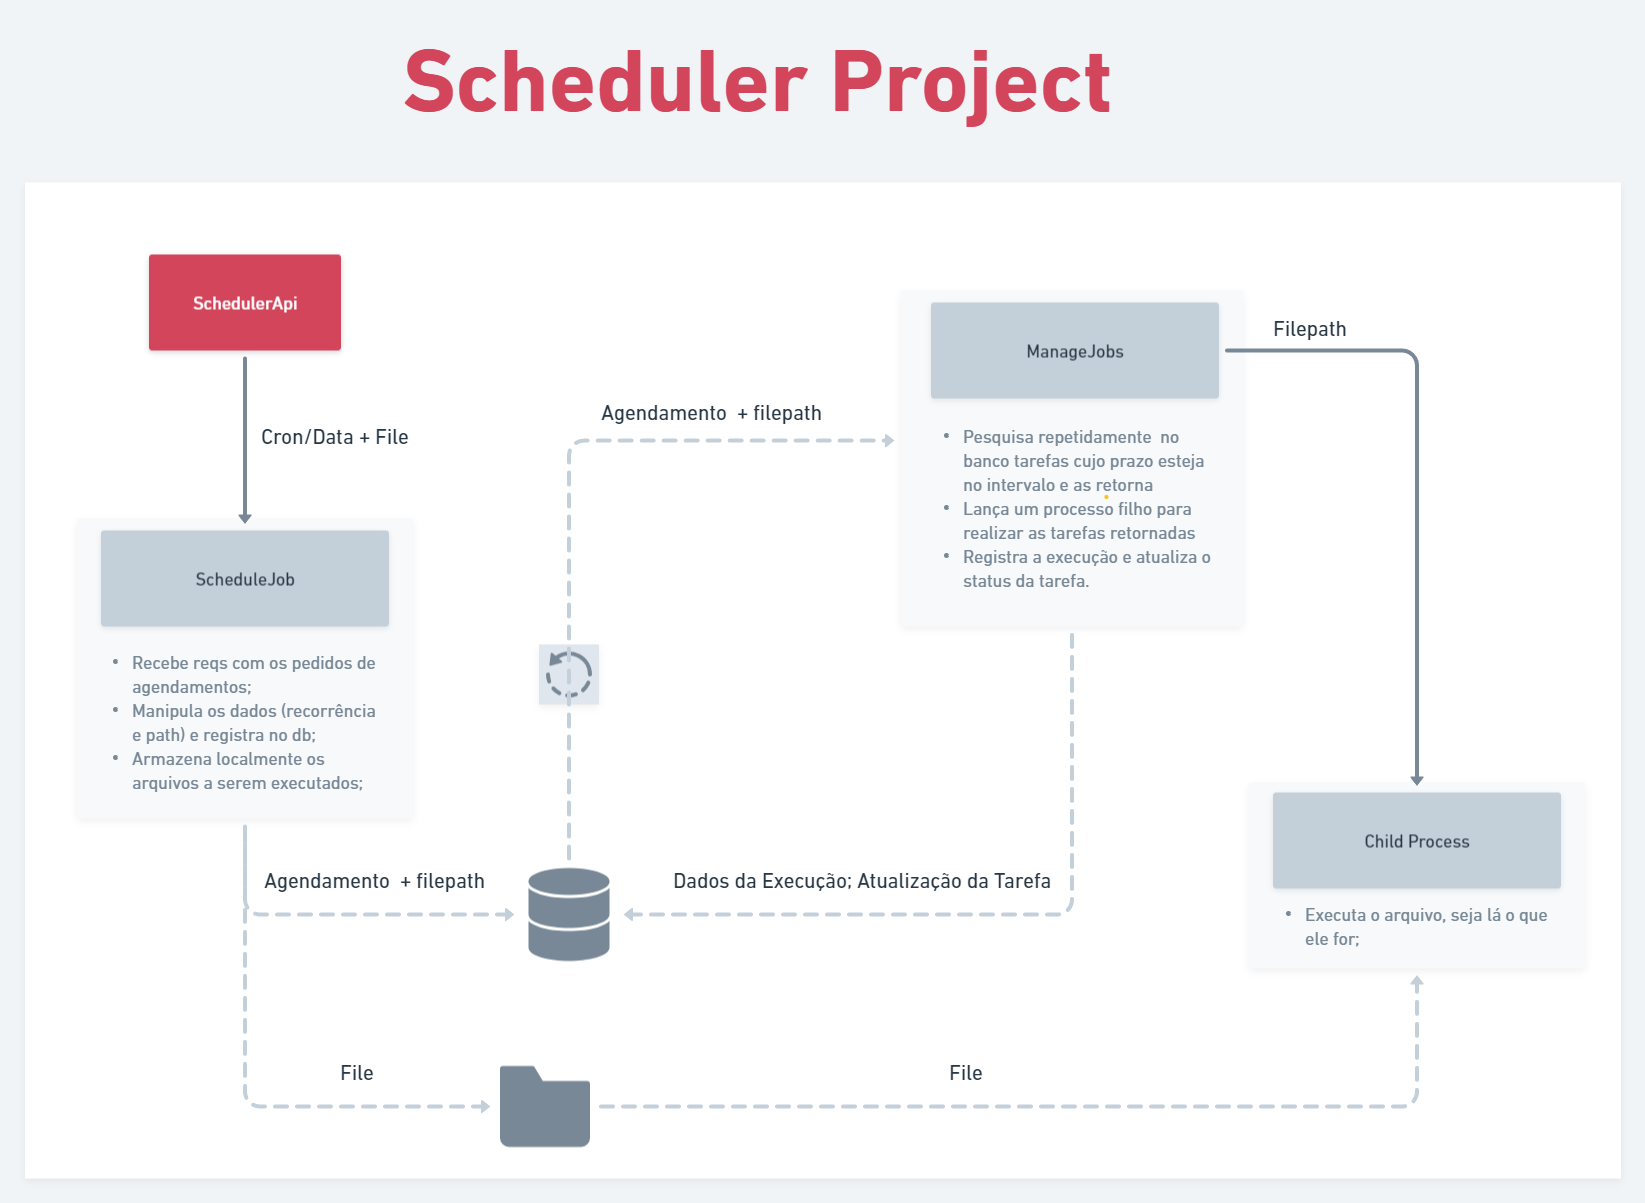 Scheduler Project
SchedulerApi
Cron/Data + File
ScheduleJob
• Recebe reqs com os pedidos de
agendamentos;
• Manipula os dados (recorrência
e path) e registra no db;
• Armazena localmente os
arquivos a serem executados;
Agendamento + filepath
File
Agendamento + filepath
ManageJobs
• Pesquisa repetidamente no
banco tarefas cujo prazo esteja
no intervalo e as retorna
• Lança um processo filho para
realizar as tarefas retornadas
• Registra a execução e atualiza o
status da tarefa.
Dados da Execução; Atualização da Tarefa
Filepath
Child Process
• Executa o arquivo, seja lá o que
ele for;
File